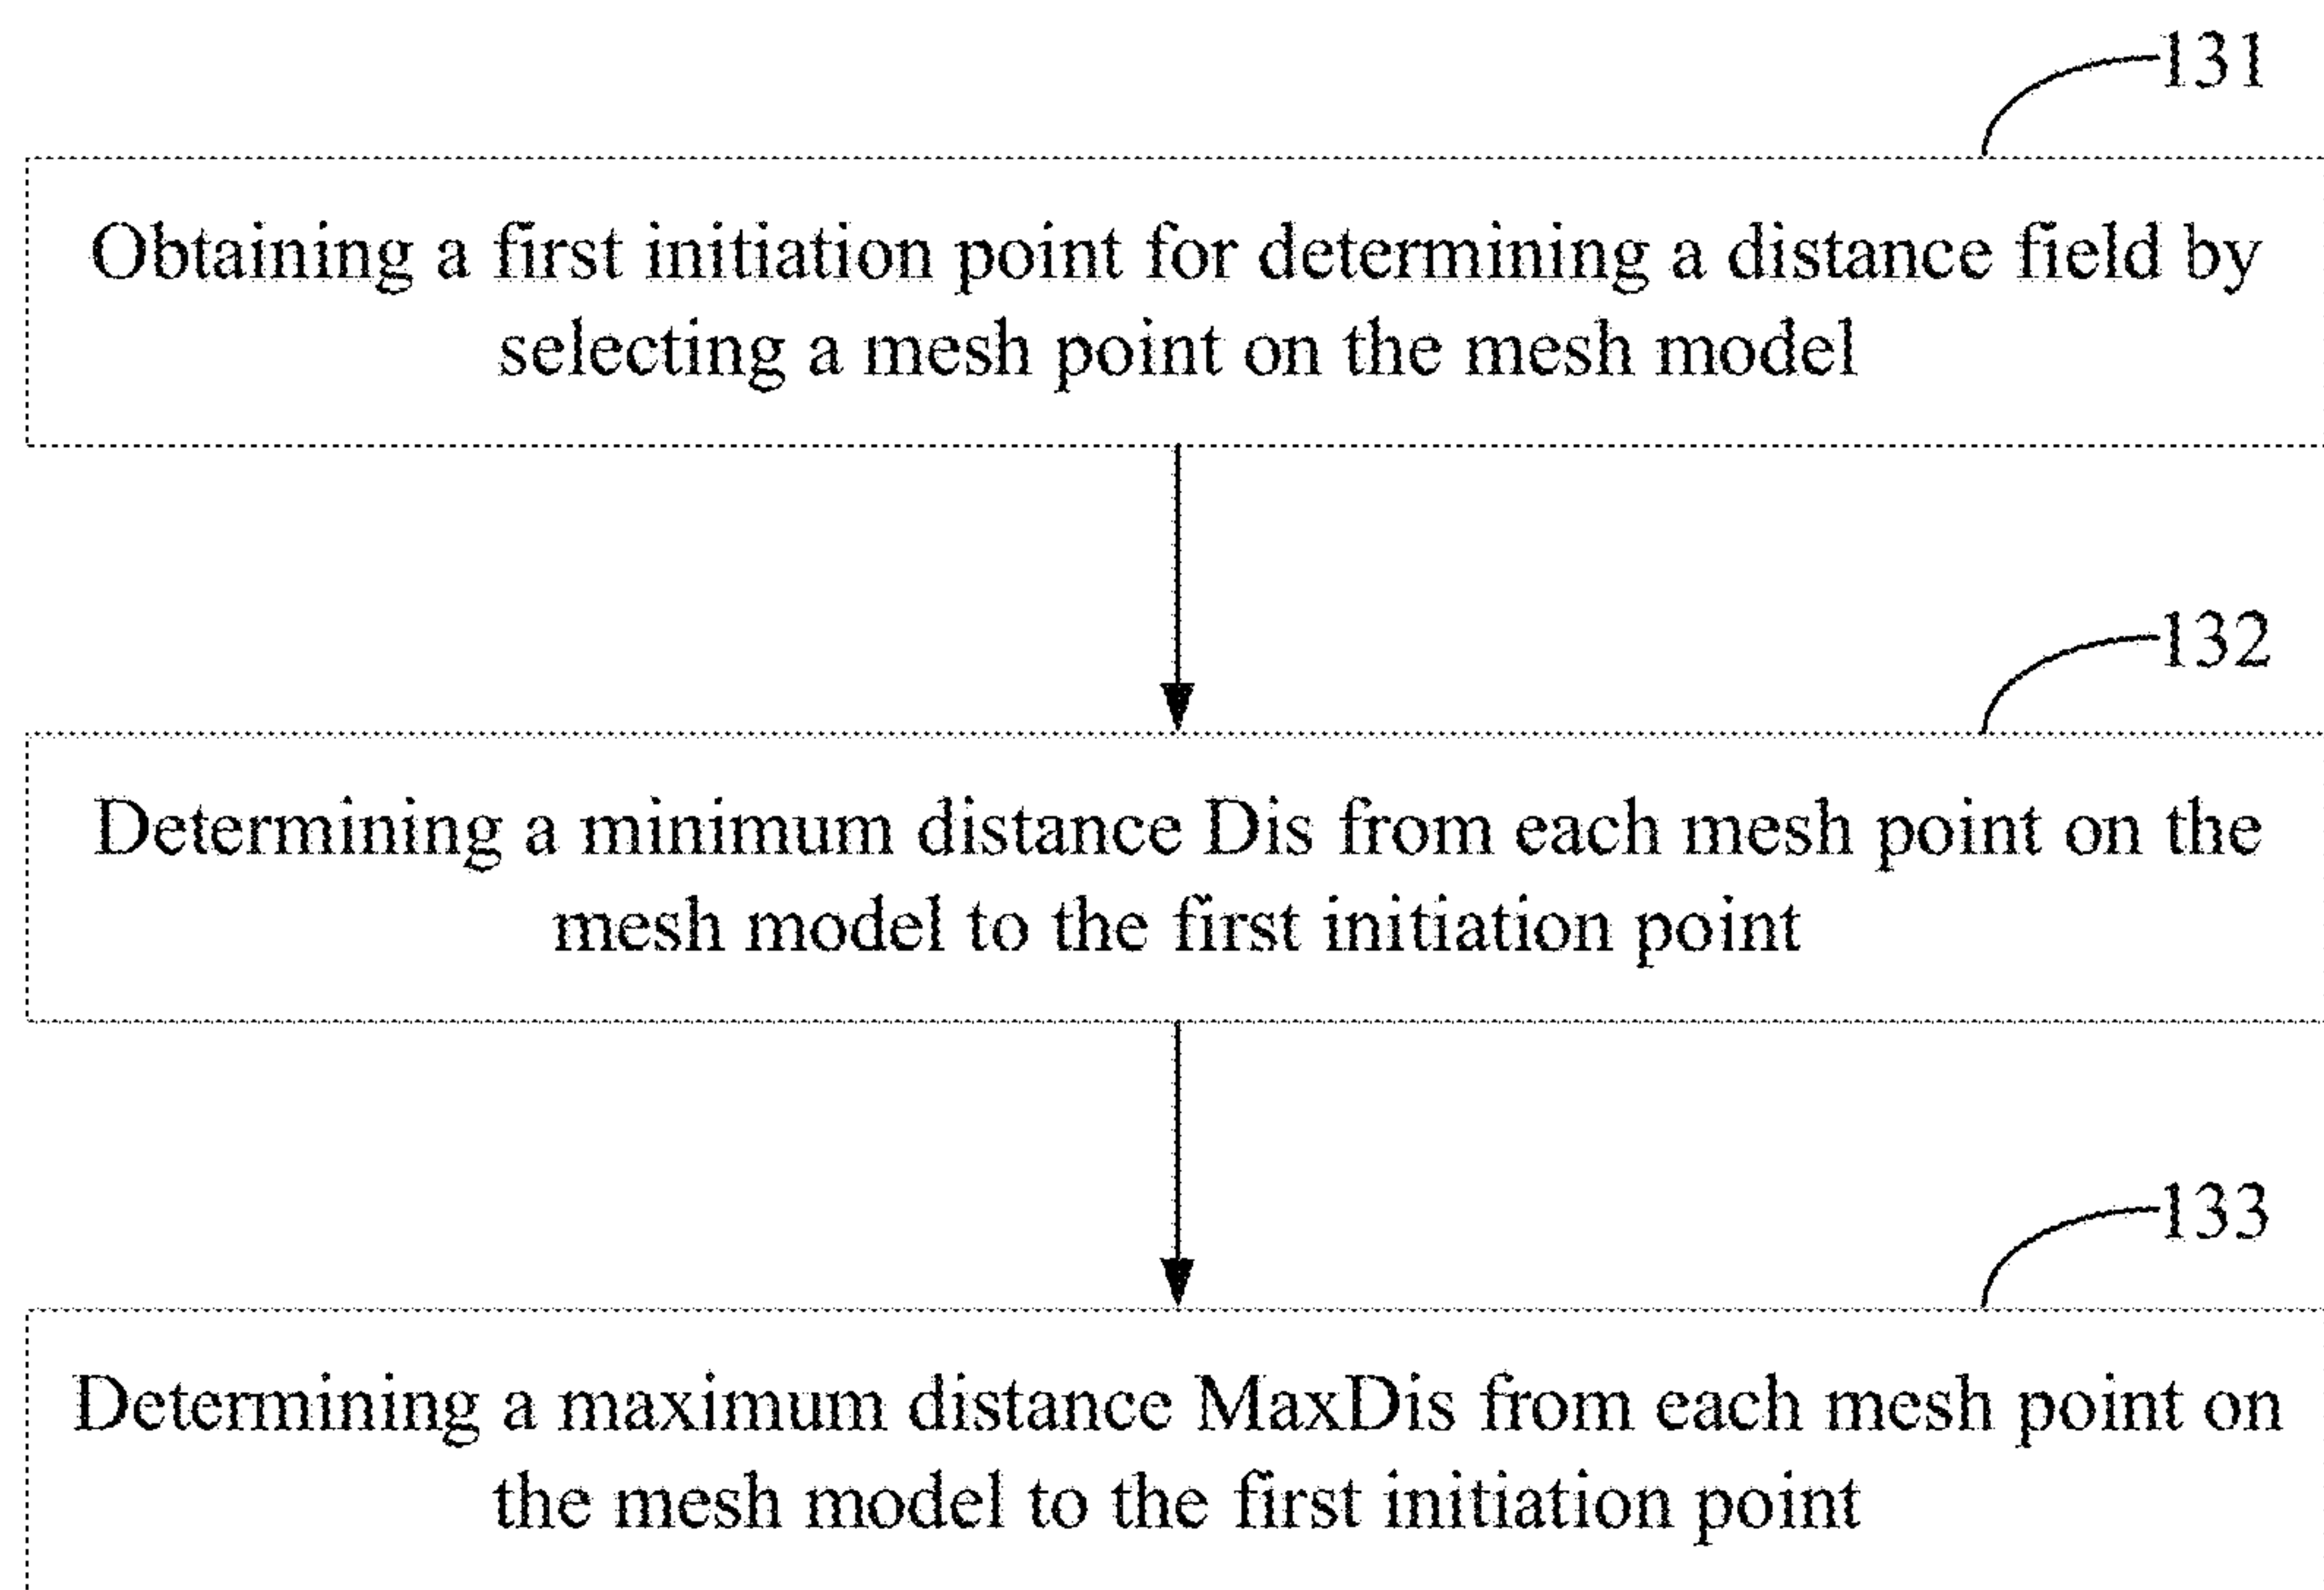 131
Obtaining a first initiation point for determining a distance field by
selecting a mesh point on the mesh model
132
Determining a minimum distance Dis from each mesh point on the
mesh model to the first initiation point
133
Determining a maximum distance MaxDis from each mesh point on
the mesh model to the first initiation point